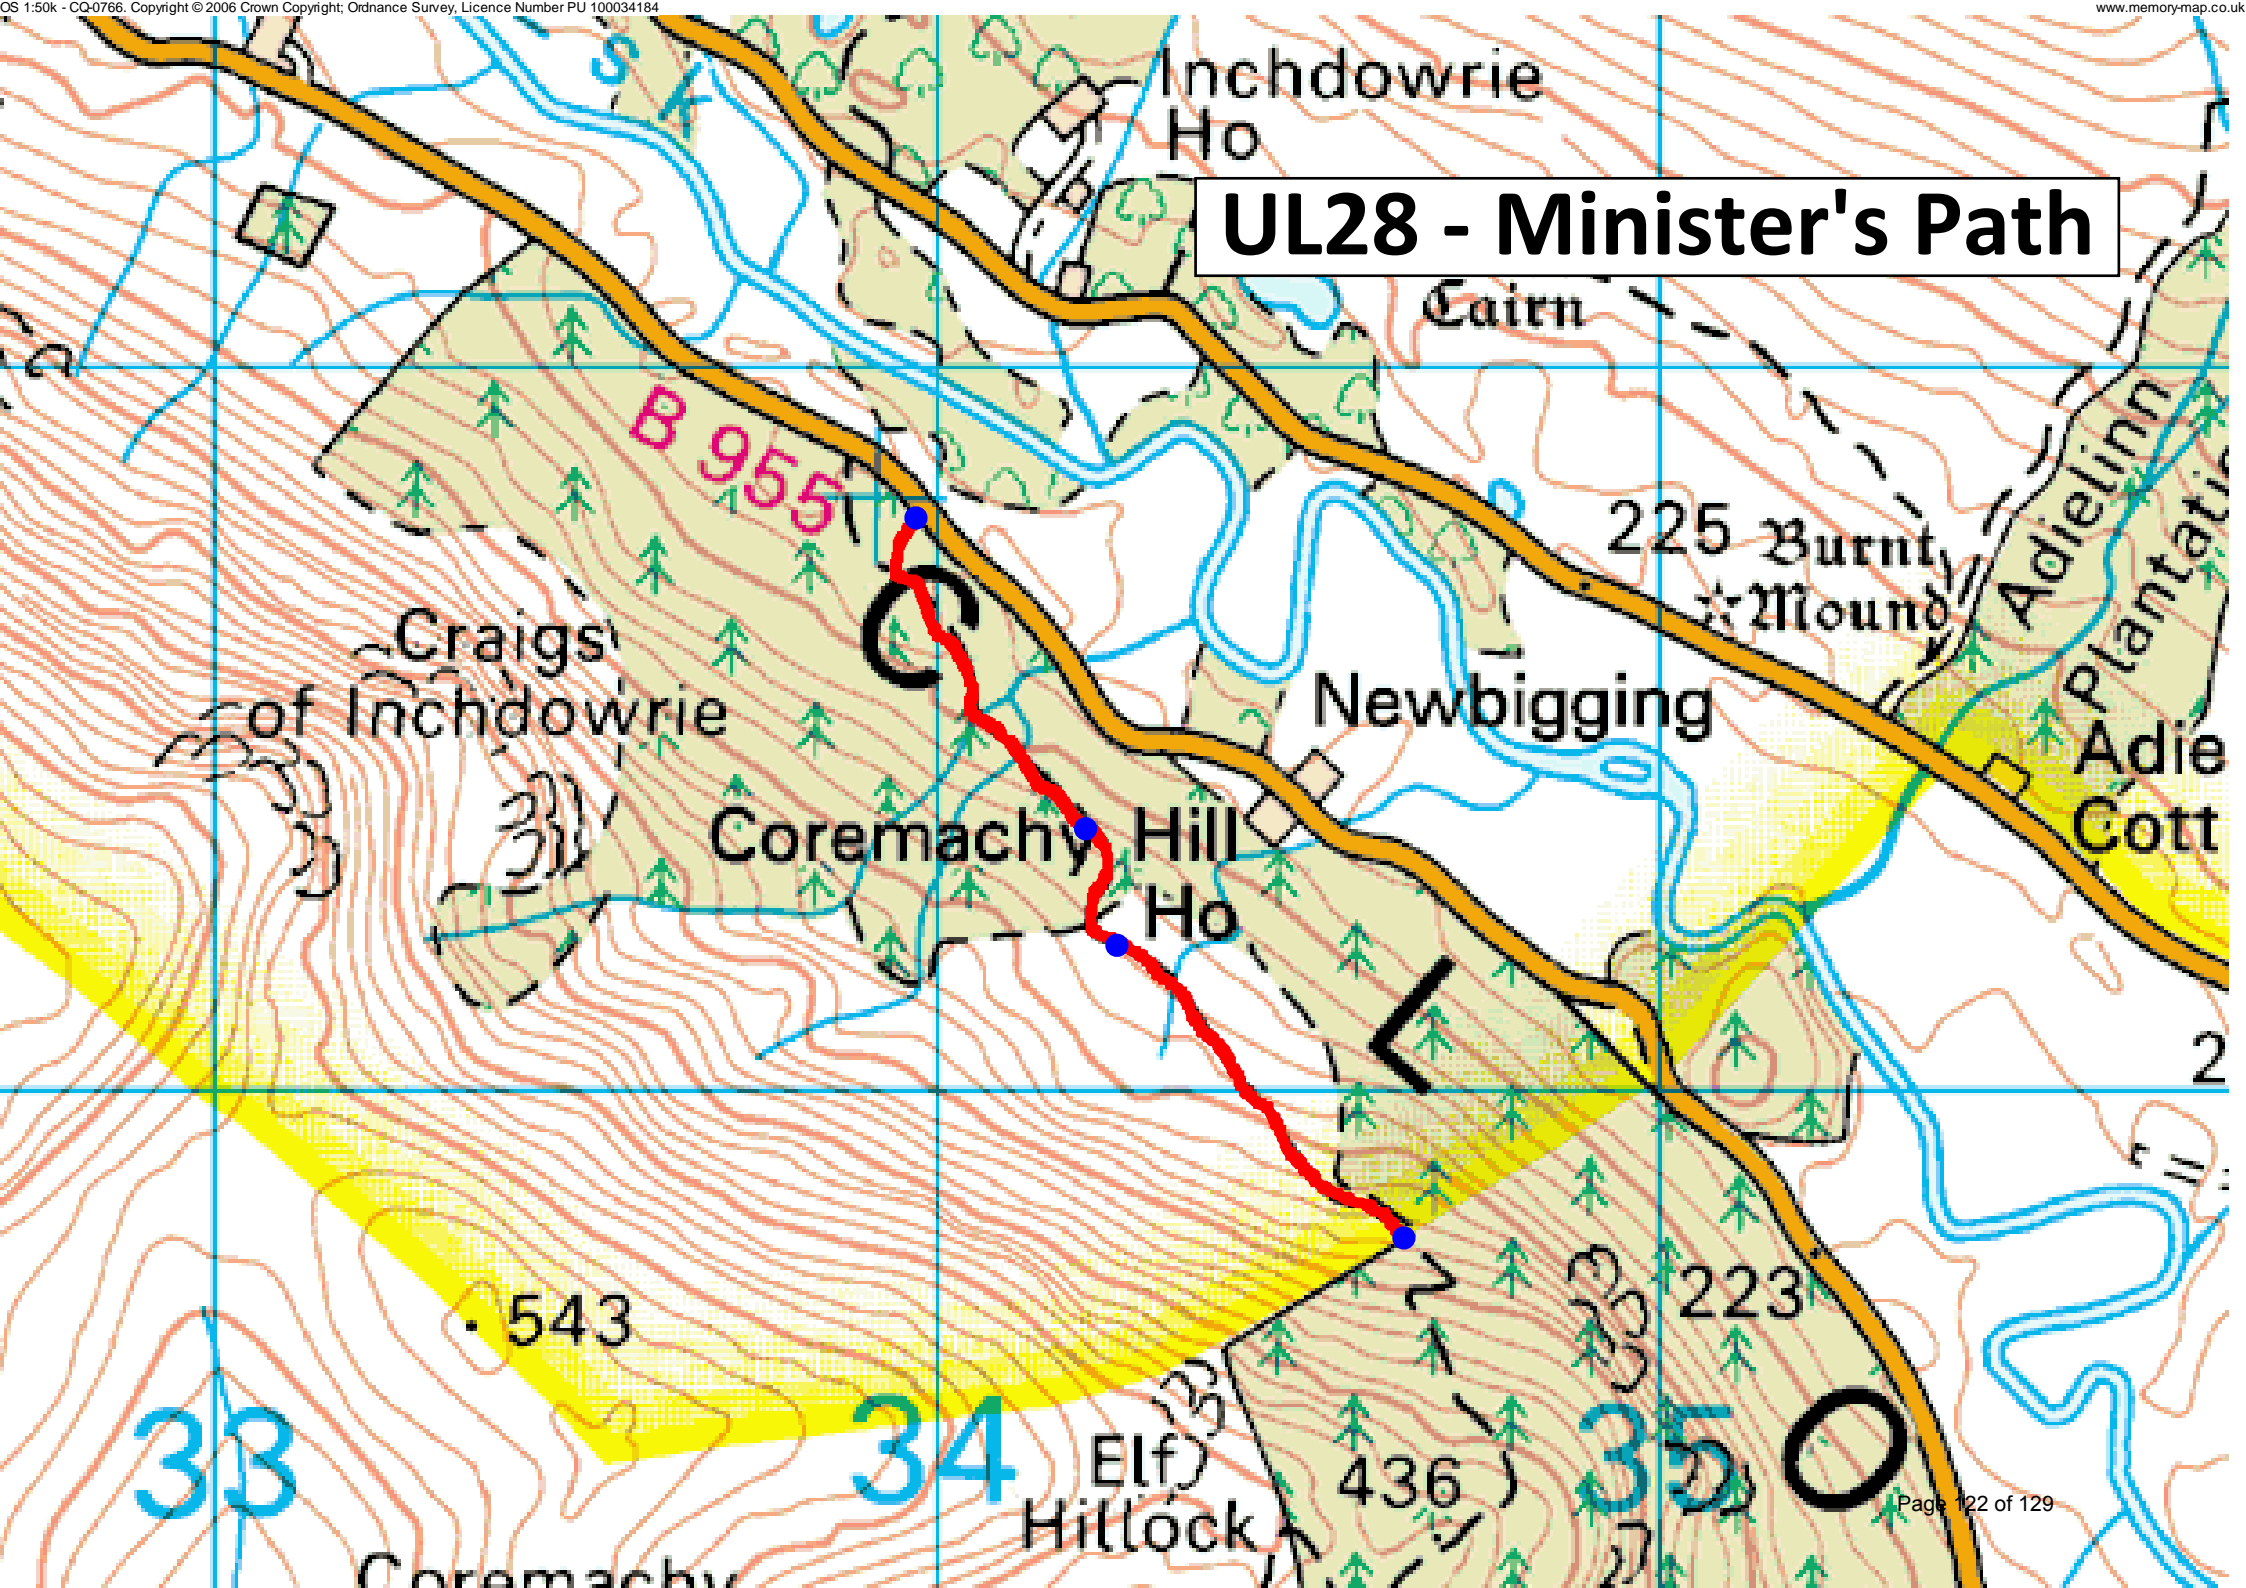 OS 1:50k - CQ-0766. Copyright © 2006 Crown Copyright; Ordnance Survey, Licence Number PU 100034184
www.memory-map.co.uk
s
k
Inchdowrie
Ho
UL28 - Minister's Path
Cairn
B 955
225
Burnt
Mound
Adielinn
Plantati
C
Craigs
of Inchdowrie
Newbigging
Adie
Cott
Coremachy Hill
Ho
L
2
543
223
33
34
35
O
Elf
Hillock
436
Page 122 of 129
Coremachy